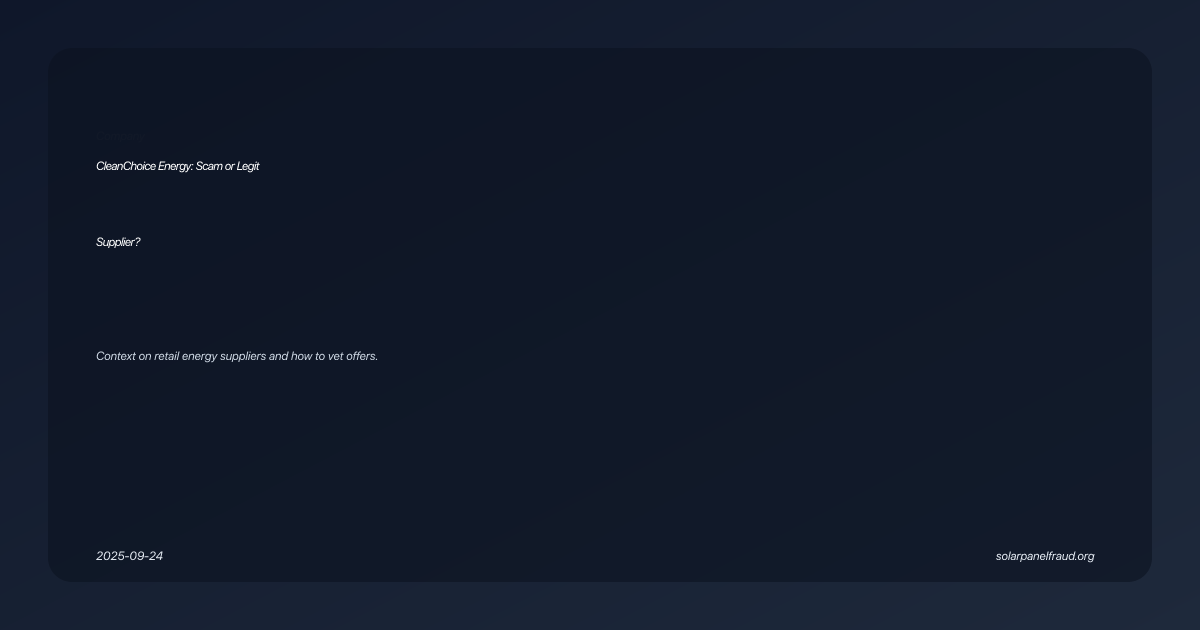 CleanChoice Energy: Scam or Legit
Supplier?
Context on retail energy suppliers and how to vet offers.
2025-09-24
solarpanelfraud.org